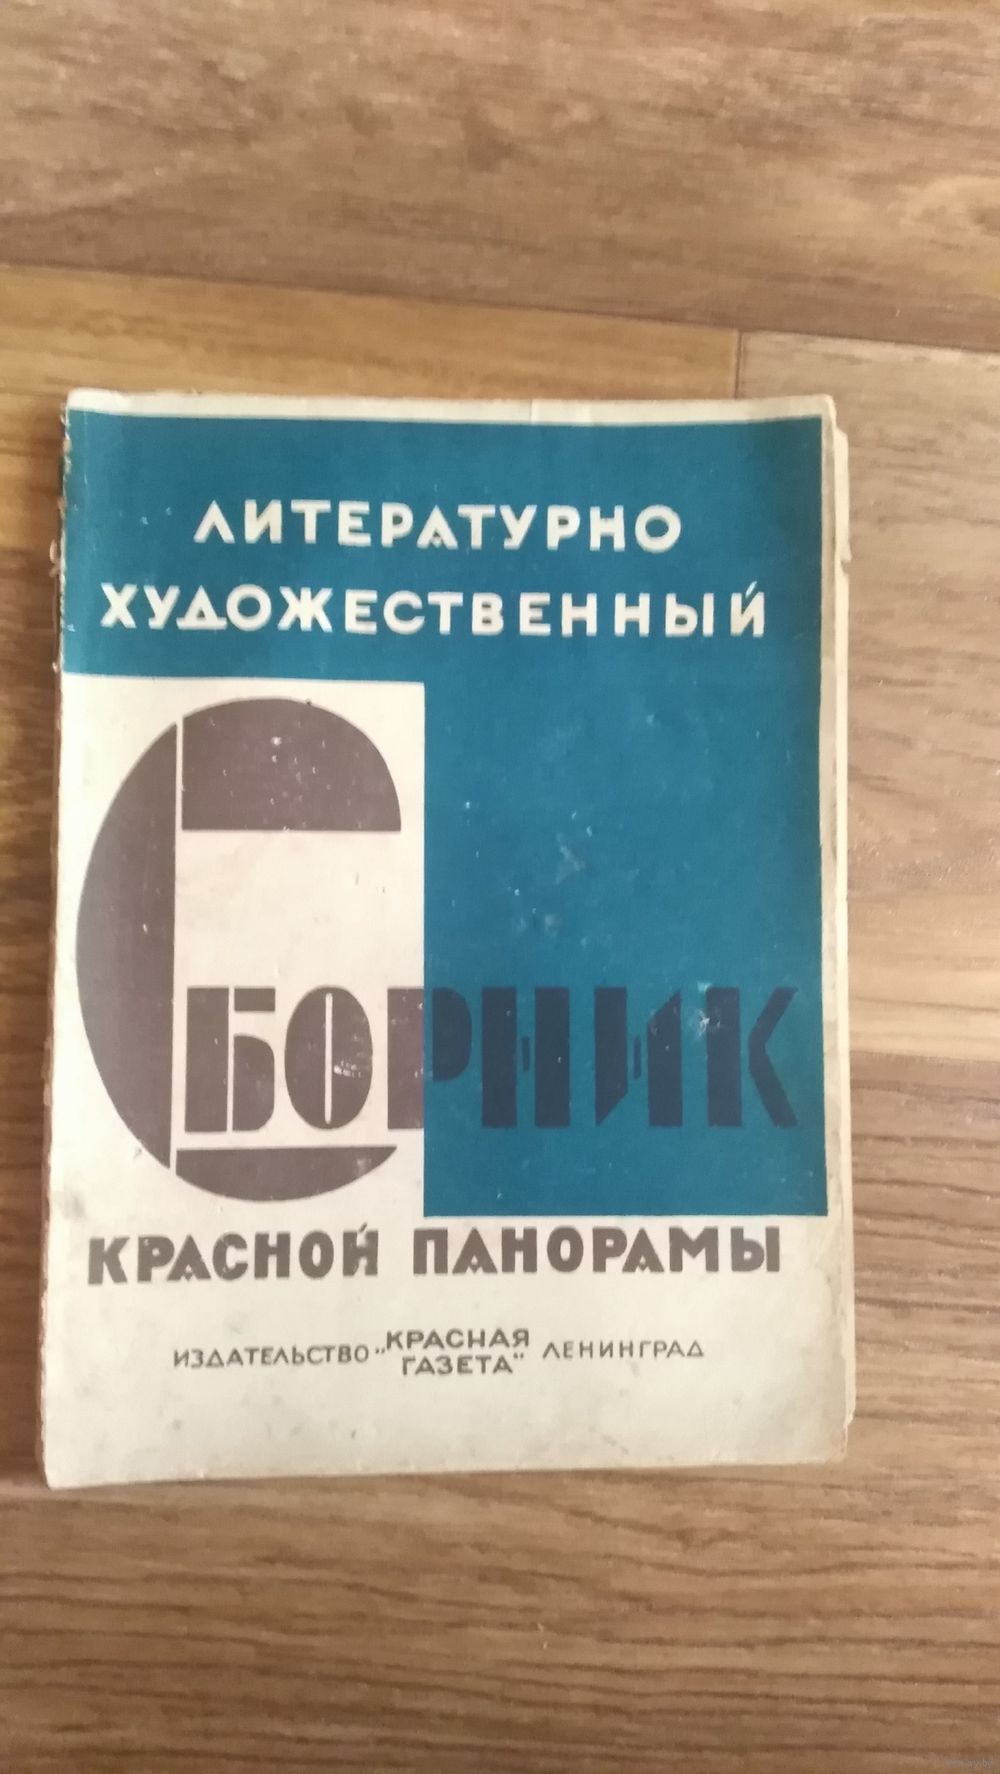 ЛИТЕРАТУРНО
ХУДОЖЕСТВЕННЫЙ
СБОРНИК
КРАСНОЙ ПАНОРАМЫ
ИЗДАТЕЛЬСТВО „КРАСНАЯ ГАЗЕТА“ ЛЕНИНГРАД